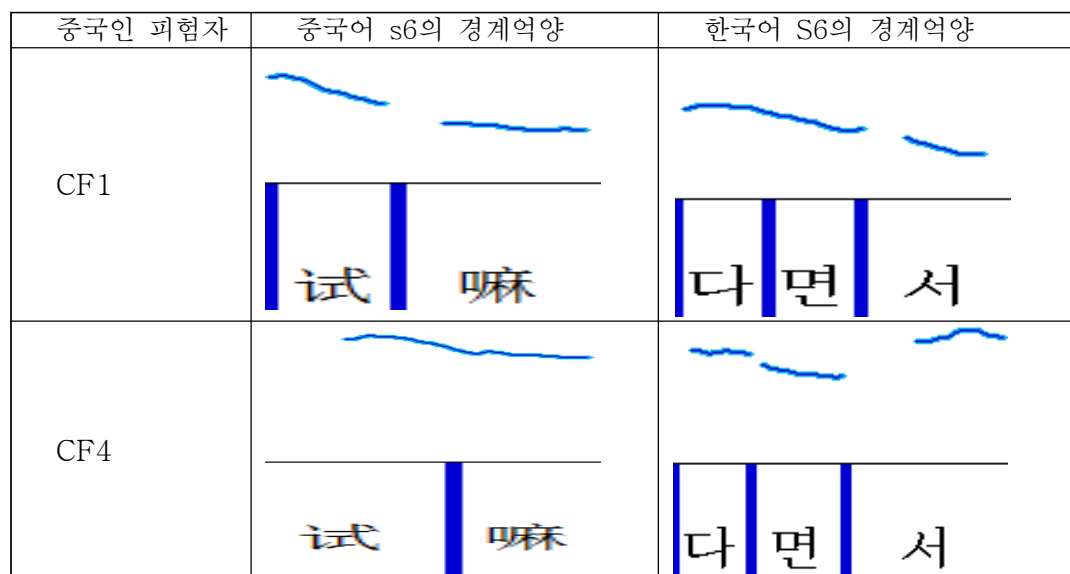 중국인 피험자 중국어 s6의 경계억양 한국어 S6의 경계억양
CF1
试 嘛 다 면 서
CF4
试 嘛 다 면 서